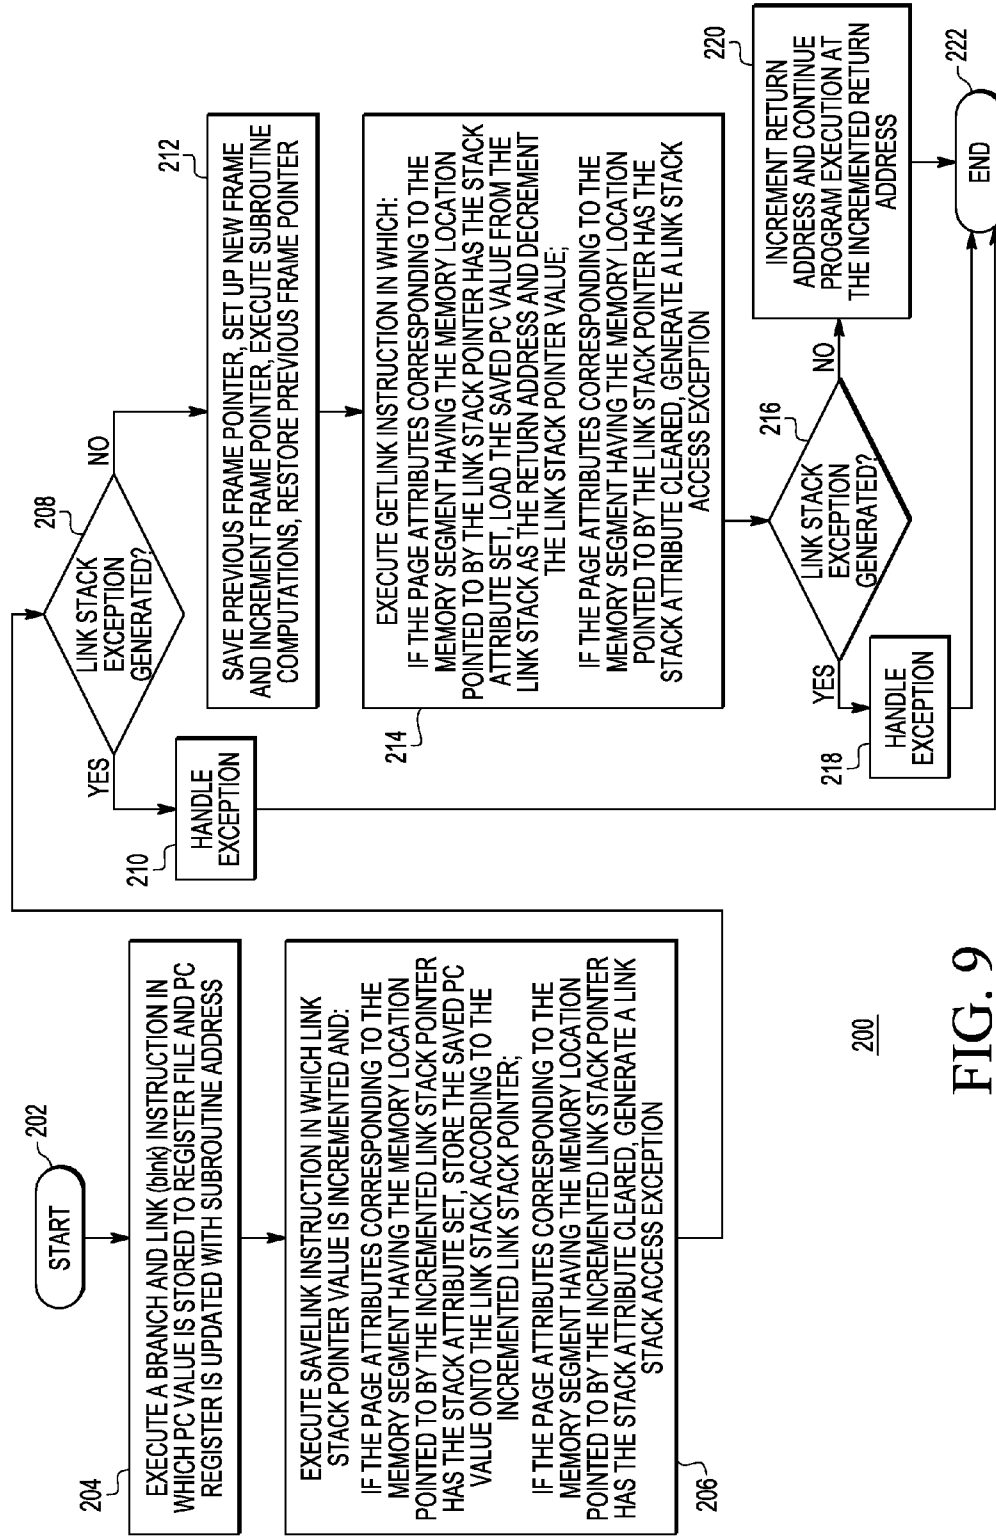 202
START
204
EXECUTE A BRANCH AND LINK (blnk) INSTRUCTION IN
WHICH PC VALUE IS STORED TO REGISTER FILE AND PC
REGISTER IS UPDATED WITH SUBROUTINE ADDRESS
EXECUTE SAVELINK INSTRUCTION IN WHICH LINK
STACK POINTER VALUE IS INCREMENTED AND:
IF THE PAGE ATTRIBUTES CORRESPONDING TO THE
MEMORY SEGMENT HAVING THE MEMORY LOCATION
POINTED TO BY THE INCREMENTED LINK STACK POINTER
HAS THE STACK ATTRIBUTE SET, STORE THE SAVED PC
VALUE ONTO THE LINK STACK ACCORDING TO THE
INCREMENTED LINK STACK POINTER;
IF THE PAGE ATTRIBUTES CORRESPONDING TO THE
MEMORY SEGMENT HAVING THE MEMORY LOCATION
POINTED TO BY THE INCREMENTED LINK STACK POINTER
HAS THE STACK ATTRIBUTE CLEARED, GENERATE A LINK
STACK ACCESS EXCEPTION
206
208
LINK STACK
EXCEPTION
GENERATED?
YES
NO
210
HANDLE
EXCEPTION
212
SAVE PREVIOUS FRAME POINTER, SET UP NEW FRAME
AND INCREMENT FRAME POINTER, EXECUTE SUBROUTINE
COMPUTATIONS, RESTORE PREVIOUS FRAME POINTER
214
EXECUTE GETLINK INSTRUCTION IN WHICH:
IF THE PAGE ATTRIBUTES CORRESPONDING TO THE
MEMORY SEGMENT HAVING THE MEMORY LOCATION
POINTED TO BY THE LINK STACK POINTER HAS THE STACK
ATTRIBUTE SET, LOAD THE SAVED PC VALUE FROM THE
LINK STACK AS THE RETURN ADDRESS AND DECREMENT
THE LINK STACK POINTER VALUE;
IF THE PAGE ATTRIBUTES CORRESPONDING TO THE
MEMORY SEGMENT HAVING THE MEMORY LOCATION
POINTED TO BY THE LINK STACK POINTER HAS THE
STACK ATTRIBUTE CLEARED, GENERATE A LINK STACK
ACCESS EXCEPTION
216
LINK STACK
EXCEPTION
GENERATED?
YES
NO
218
HANDLE
EXCEPTION
220
INCREMENT RETURN
ADDRESS AND CONTINUE
PROGRAM EXECUTION AT
THE INCREMENTED RETURN
ADDRESS
222
END
200
FIG. 9